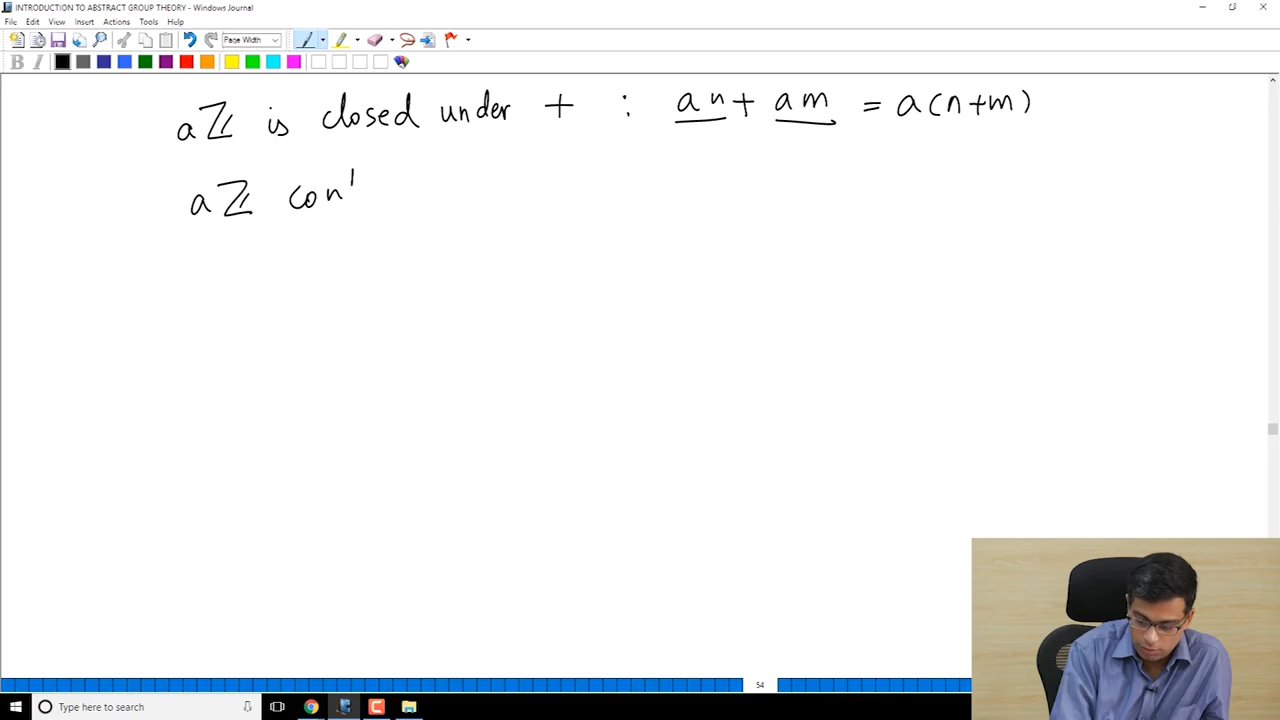 INTRODUCTION TO ABSTRACT GROUP THEORY - Windows Journal
File Edit View Insert Actions Tools Help
Page Width
B I
aℤ is closed under + : an + am = a(n+m)
aℤ con
54
Type here to search